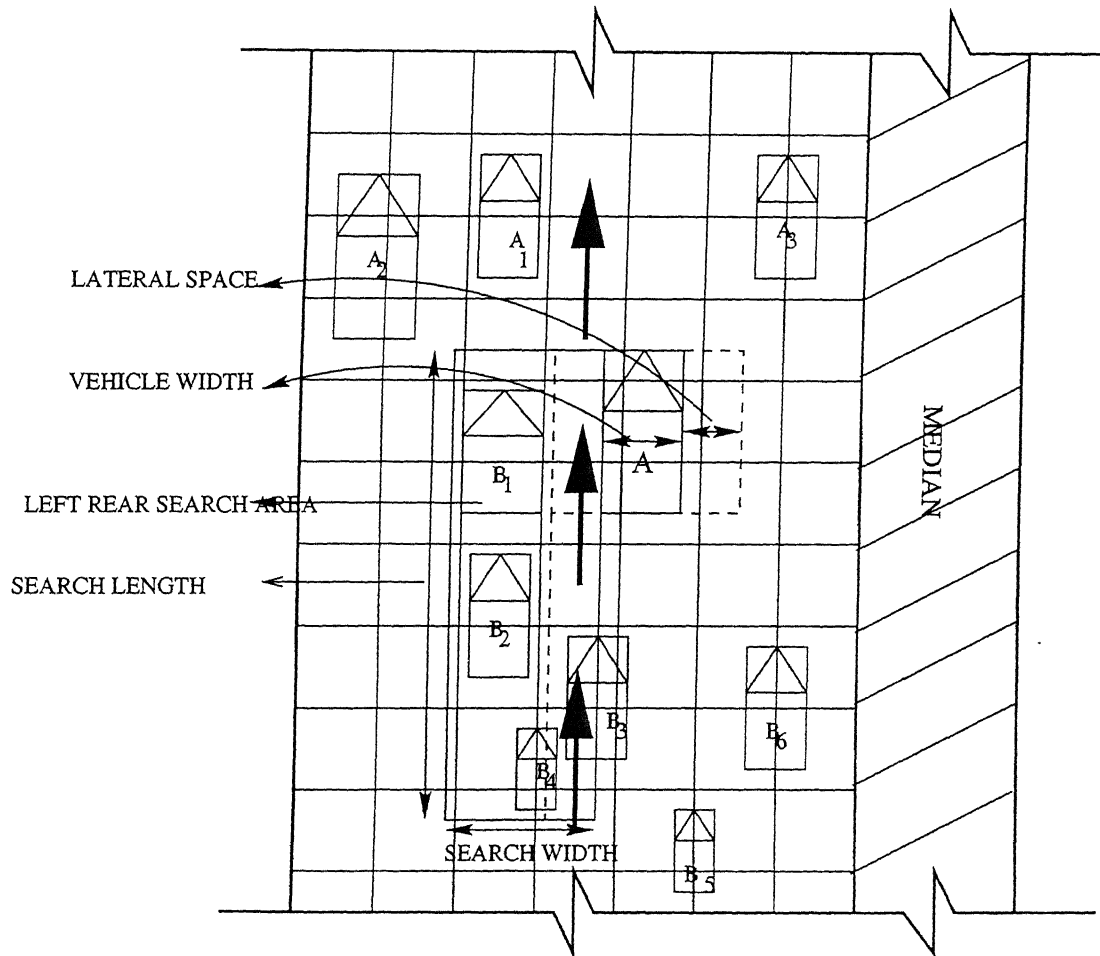 A1
A2
A3
LATERAL SPACE
VEHICLE WIDTH
A
B1
MEDIAN
LEFT REAR SEARCH AREA
SEARCH LENGTH
B2
B3
B6
B4
SEARCH WIDTH
B5